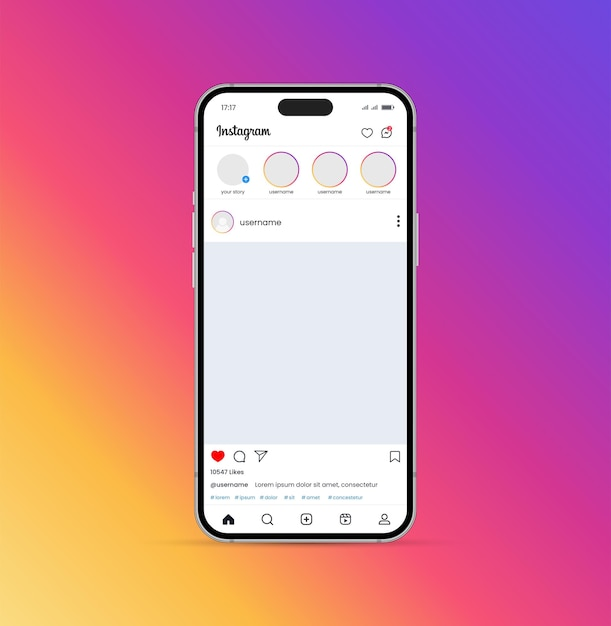 17:17
Instagram
your story username username username
username
10547 Likes
@username Lorem ipsum dolor sit amet, consectetur
#lorem #ipsum #dolor #sit #amet #concestetur